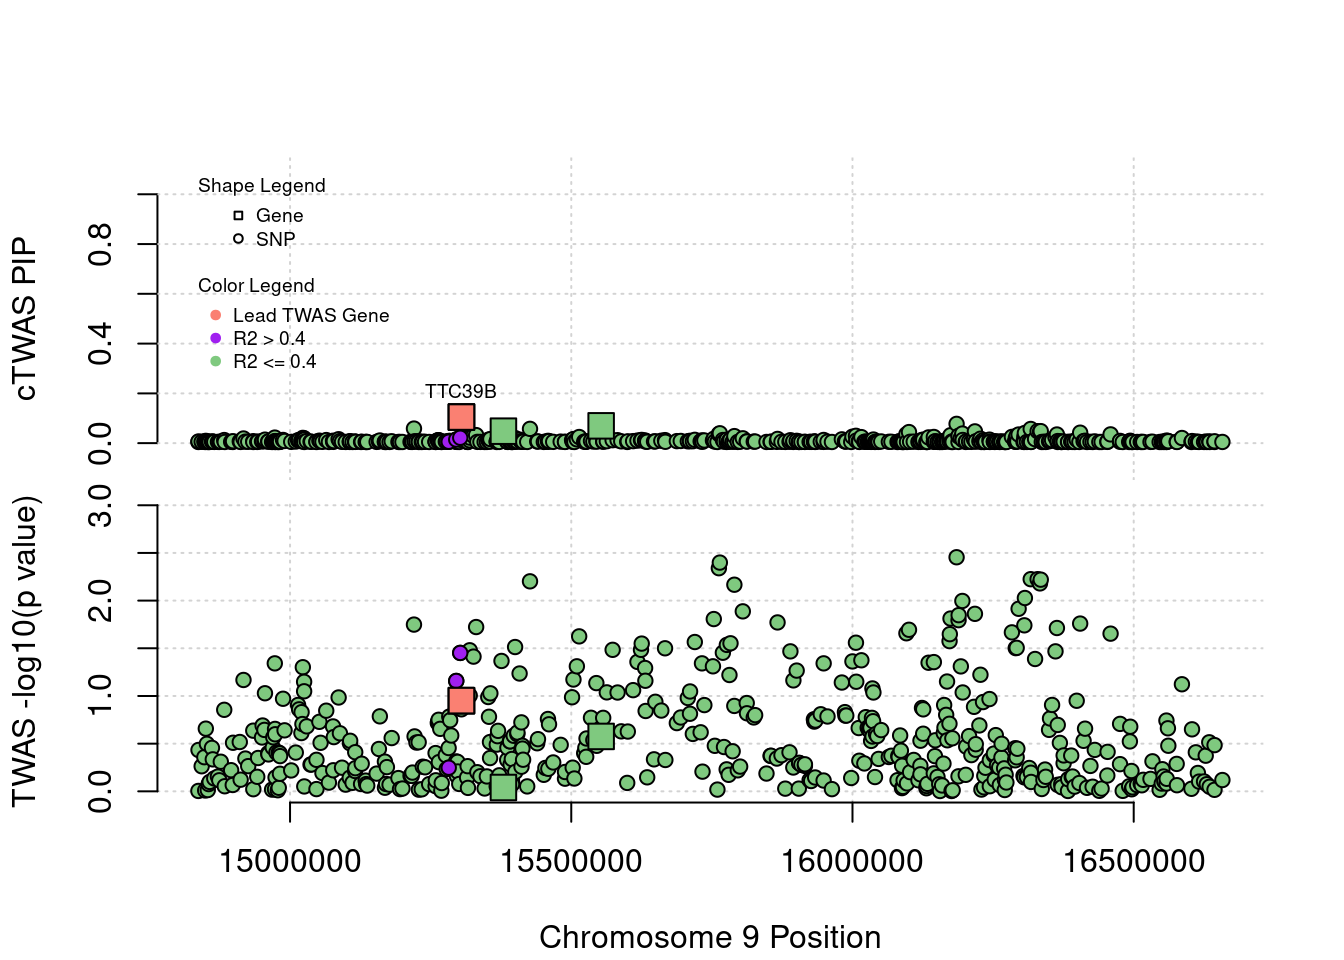 Shape Legend
Gene
SNP
Color Legend
Lead TWAS Gene
R2 > 0.4
R2 <= 0.4
TTC39B
cTWAS PIP
0.8
0.4
0.0
TWAS -log10(p value)
3.0
2.0
1.0
0.0
15000000 15500000 16000000 16500000
Chromosome 9 Position